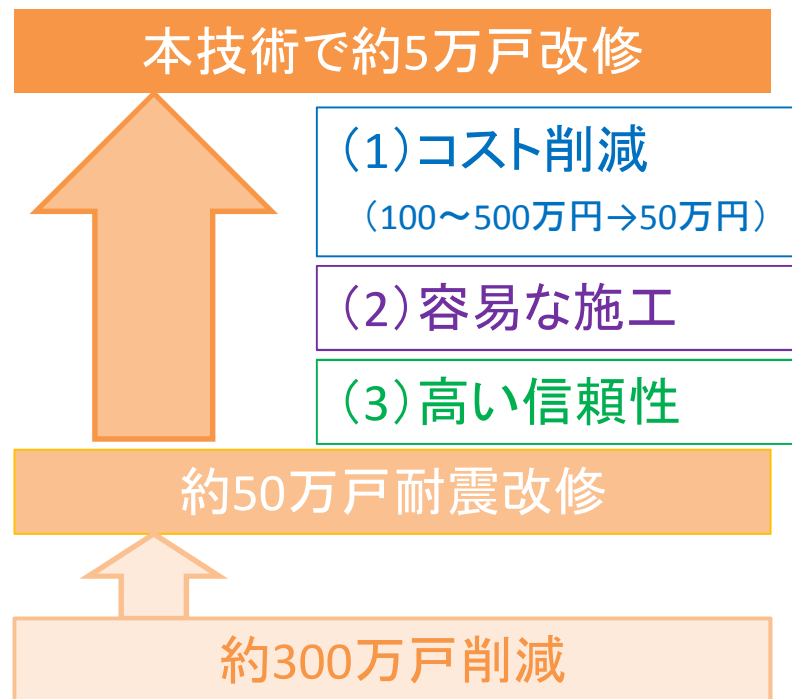 本技術で約5万戸改修
(1)コスト削減
(100～500万円→50万円)
(2)容易な施工
(3)高い信頼性
約50万戸耐震改修
約300万戸削減